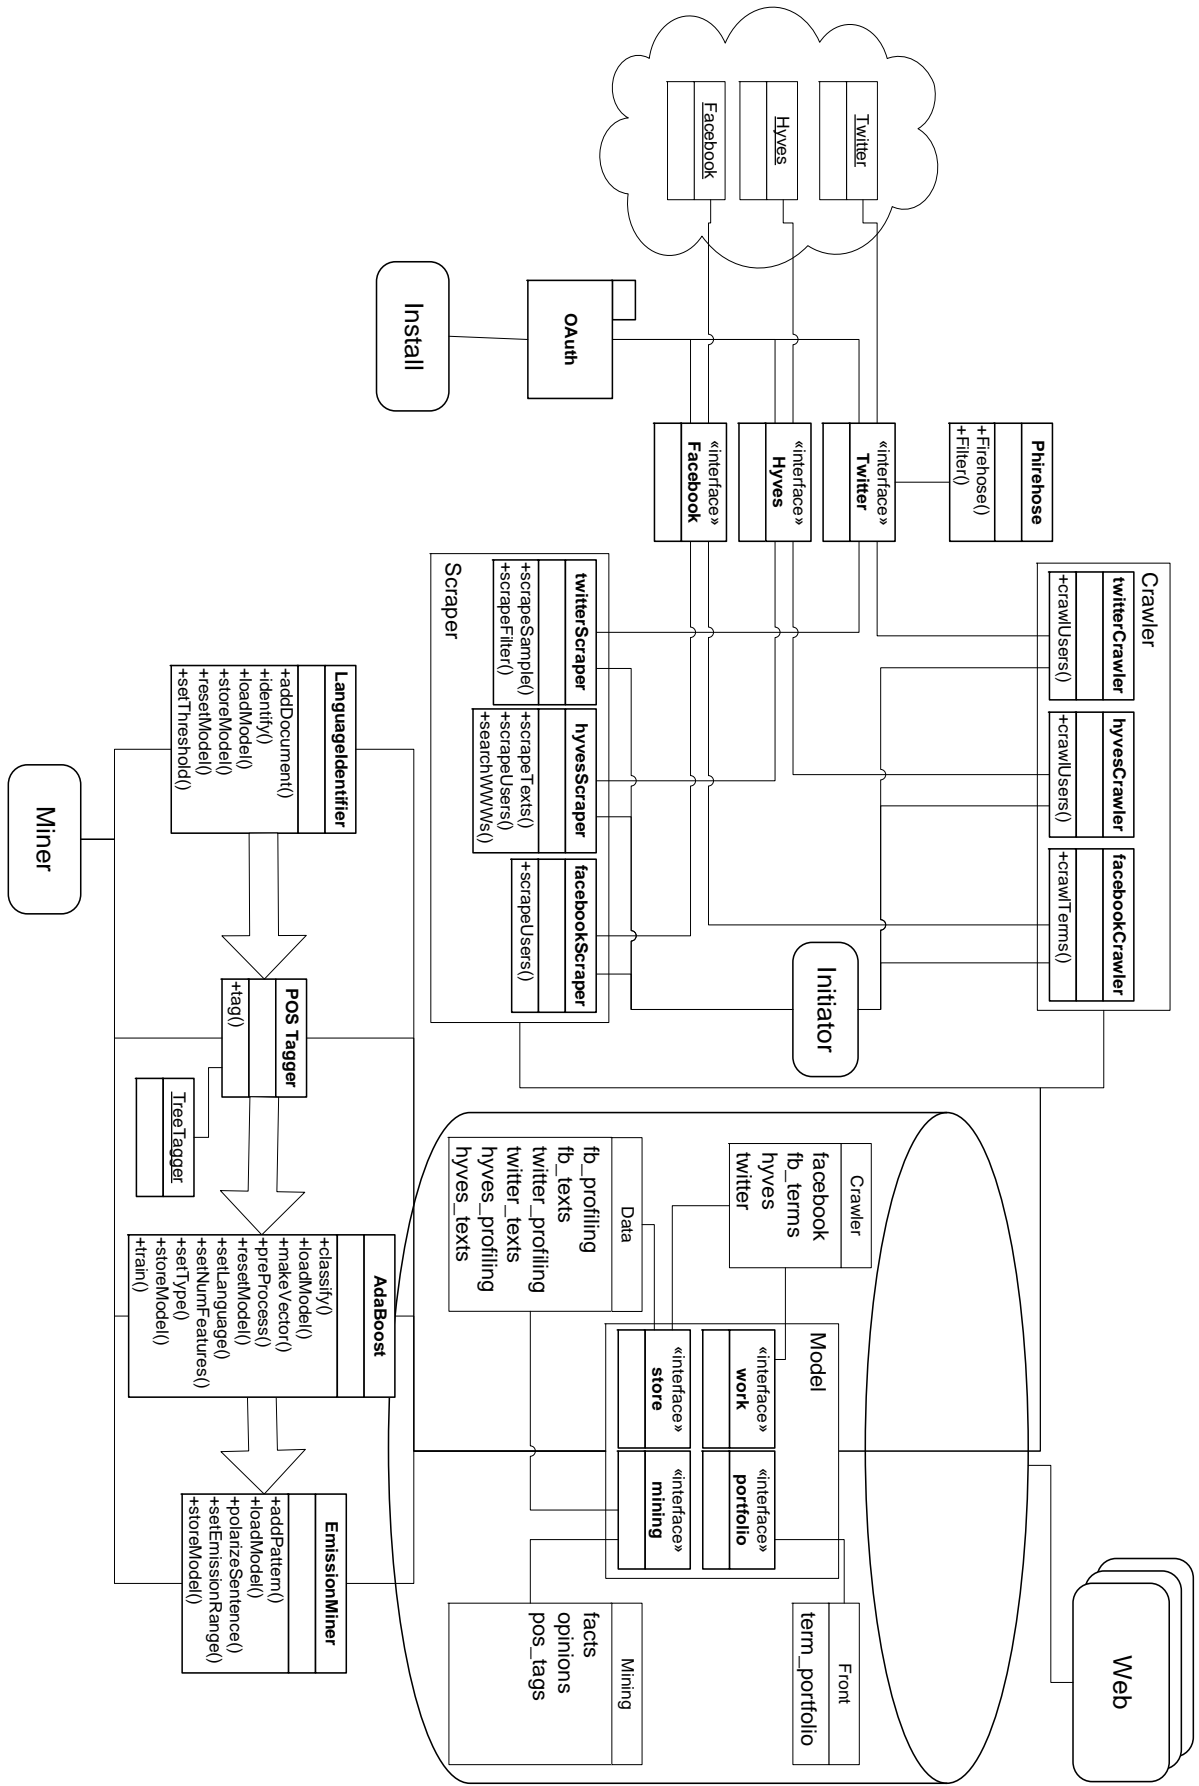 Twitter
Hyves
Facebook
Install
OAuth
Phirehose
+Firehose()
+Filter()
«interface»
Twitter
«interface»
Hyves
«interface»
Facebook
Crawler
twitterCrawler
+crawlUsers()
hyvesCrawler
+crawlUsers()
facebookCrawler
+crawlTerms()
Initiator
twitterScraper
+scrapeSample()
+scrapeFilter()
hyvesScraper
+scrapeTexts()
+scrapeUsers()
+searchWWWs()
facebookScraper
+scrapeUsers()
Scraper
LanguageIdentifier
+addDocument()
+identify()
+loadModel()
+storeModel()
+resetModel()
+setThreshold()
Miner
POS Tagger
+tag()
TreeTagger
AdaBoost
+classify()
+loadModel()
+makeVector()
+preProcess()
+resetModel()
+setLanguage()
+setNumFeatures()
+setType()
+storeModel()
+train()
EmissionMiner
+addPattern()
+loadModel()
+polarizeSentence()
+setEmissionRange()
+storeModel()
Crawler
facebook
fb_terms
hyves
twitter
Data
fb_profiling
fb_texts
twitter_profiling
twitter_texts
hyves_profiling
hyves_texts
Model
«interface»
work
«interface»
portfolio
«interface»
store
«interface»
mining
Front
term_portfolio
Mining
facts
opinions
pos_tags
Web